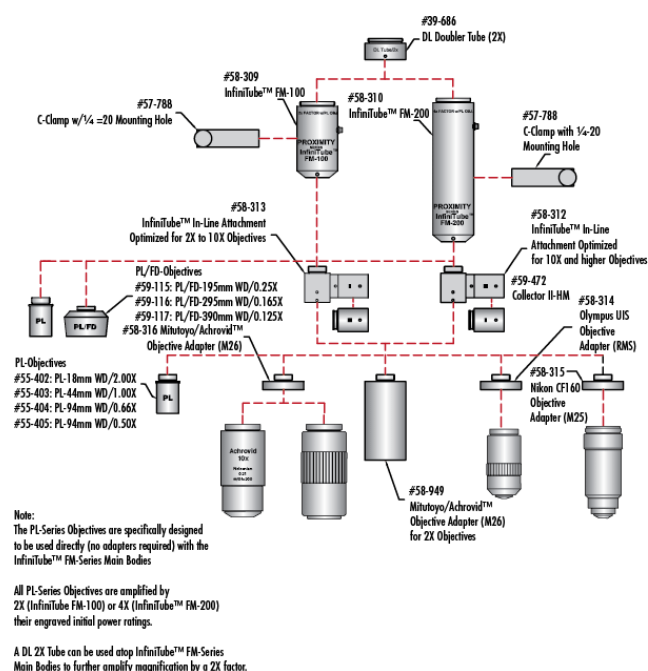 #39-686
DL Doubler Tube (2X)
DL Tube/2x
#58-309
InfiniTube™ FM-100
#58-310
InfiniTube™ FM-200
#57-788
C-Clamp w/¼ =20 Mounting Hole
#57-788
C-Clamp with ¼-20
Mounting Hole
PROXIMITY
InfiniTube™
FM-100
PROXIMITY
InfiniTube™
FM-200
#58-313
InfiniTube™ In-Line Attachment
Optimized for 2X to 10X Objectives
#58-312
InfiniTube™ In-Line
Attachment Optimized
for 10X and higher Objectives
PL
PL/FD
PL/FD-Objectives
#59-115: PL/FD-195mm WD/0.25X
#59-116: PL/FD-295mm WD/0.165X
#59-117: PL/FD-390mm WD/0.125X
#59-472
Collector II-HM
#58-314
Olympus UIS
Objective
Adapter (RMS)
#58-316 Mitutoyo/Achrovid™
Objective Adapter (M26)
#58-315
Nikon CF160
Objective
Adapter (M25)
PL-Objectives
#55-402: PL-18mm WD/2.00X
#55-403: PL-44mm WD/1.00X
#55-404: PL-94mm WD/0.66X
#55-405: PL-94mm WD/0.50X
PL
Achrovid
10x
#58-949
Mitutoyo/Achrovid™
Objective Adapter (M26)
for 2X Objectives
Note:
The PL-Series Objectives are specifically designed
to be used directly (no adapters required) with the
InfiniTube™ FM-Series Main Bodies
All PL-Series Objectives are amplified by
2X (InfiniTube FM-100) or 4X (InfiniTube™ FM-200)
their engraved initial power ratings.
A DL 2X Tube can be used atop InfiniTube™ FM-Series
Main Bodies to further amplify magnification by a 2X factor.